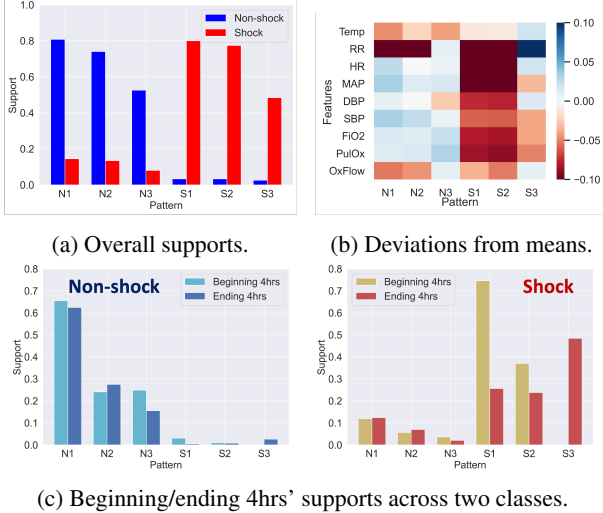 1.0
Non-shock
Shock
0.8
0.6
0.4
0.2
0.0
Support
N1 N2 N3 S1 S2 S3
Pattern
Temp
RR
HR
MAP
DBP
SBP
FiO2
PulOx
OxFlow
Features
N1 N2 N3 S1 S2 S3
Pattern
0.10
0.05
0.00
−0.05
−0.10
(a) Overall supports.
(b) Deviations from means.
0.8
0.7
0.6
0.5
0.4
0.3
0.2
0.1
0.0
Support
Non-shock
Beginning 4hrs
Ending 4hrs
N1 N2 N3 S1 S2 S3
Pattern
0.8
0.7
0.6
0.5
0.4
0.3
0.2
0.1
0.0
Support
Beginning 4hrs
Ending 4hrs
Shock
N1 N2 N3 S1 S2 S3
Pattern
(c) Beginning/ending 4hrs' supports across two classes.